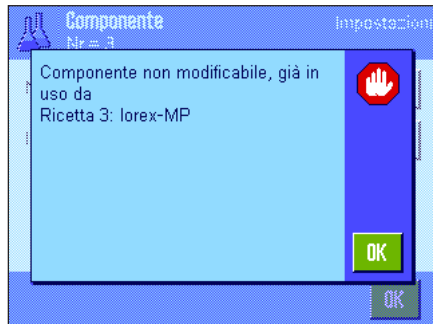 Componente
Impostazioni
Nr = 3
Componente non modificabile, già in
uso da
Ricetta 3: lorex-MP
OK
OK